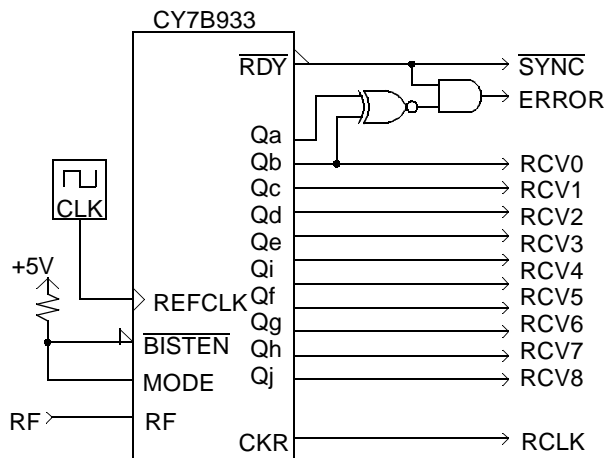 CY7B933
RDY
SYNC
ERROR
Qa
Qb
RCV0
Qc
RCV1
Qd
RCV2
CLK
Qe
RCV3
+5V
Qi
RCV4
REFCLK
Qf
RCV5
Qg
RCV6
BISTEN
Qh
RCV7
MODE
Qj
RCV8
RF
RF
CKR
RCLK